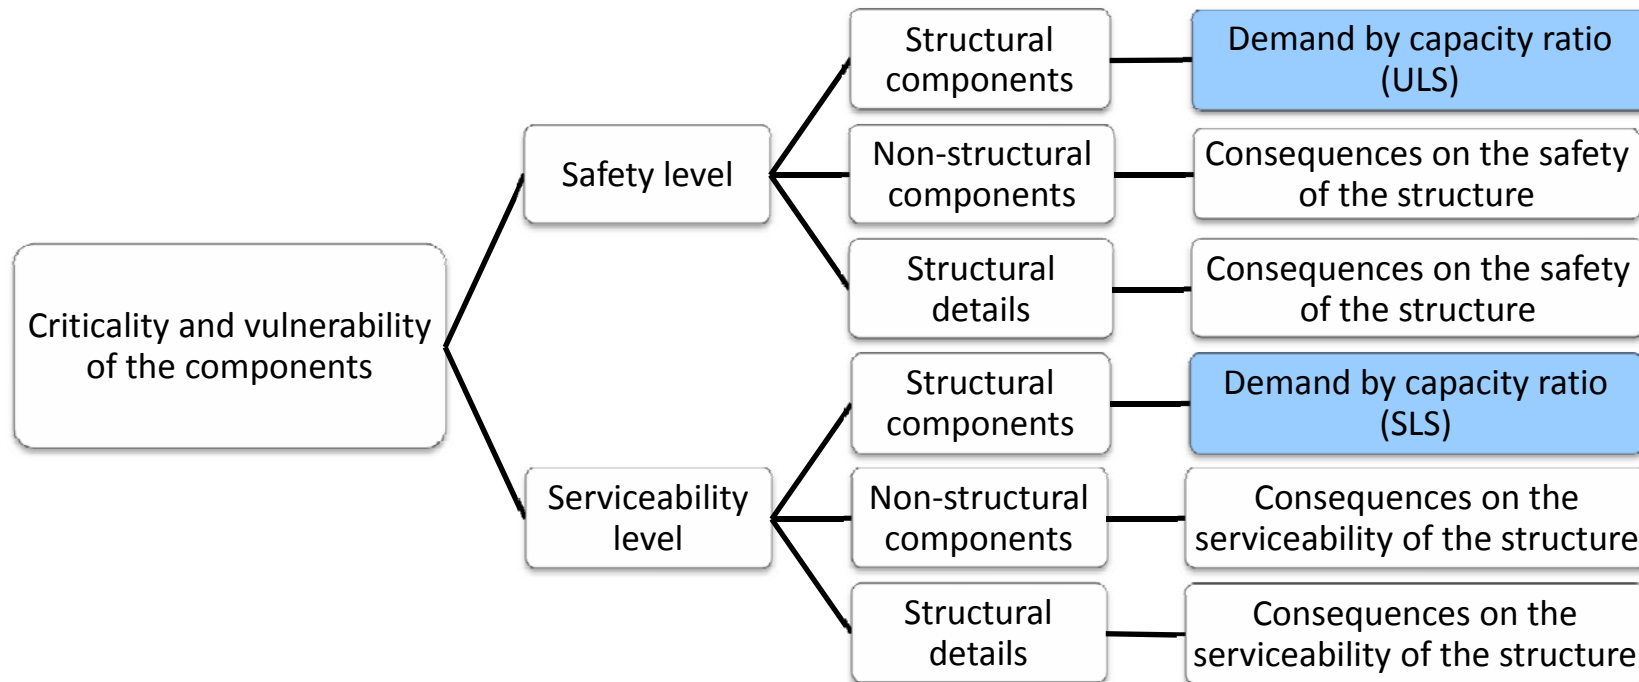 Criticality and vulnerability
of the components
Safety level
Structural
components
Demand by capacity ratio
(ULS)
Non-structural
components
Consequences on the safety
of the structure
Structural
details
Consequences on the safety
of the structure
Serviceability
level
Structural
components
Demand by capacity ratio
(SLS)
Non-structural
components
Consequences on the
serviceability of the structure
Structural
details
Consequences on the
serviceability of the structure